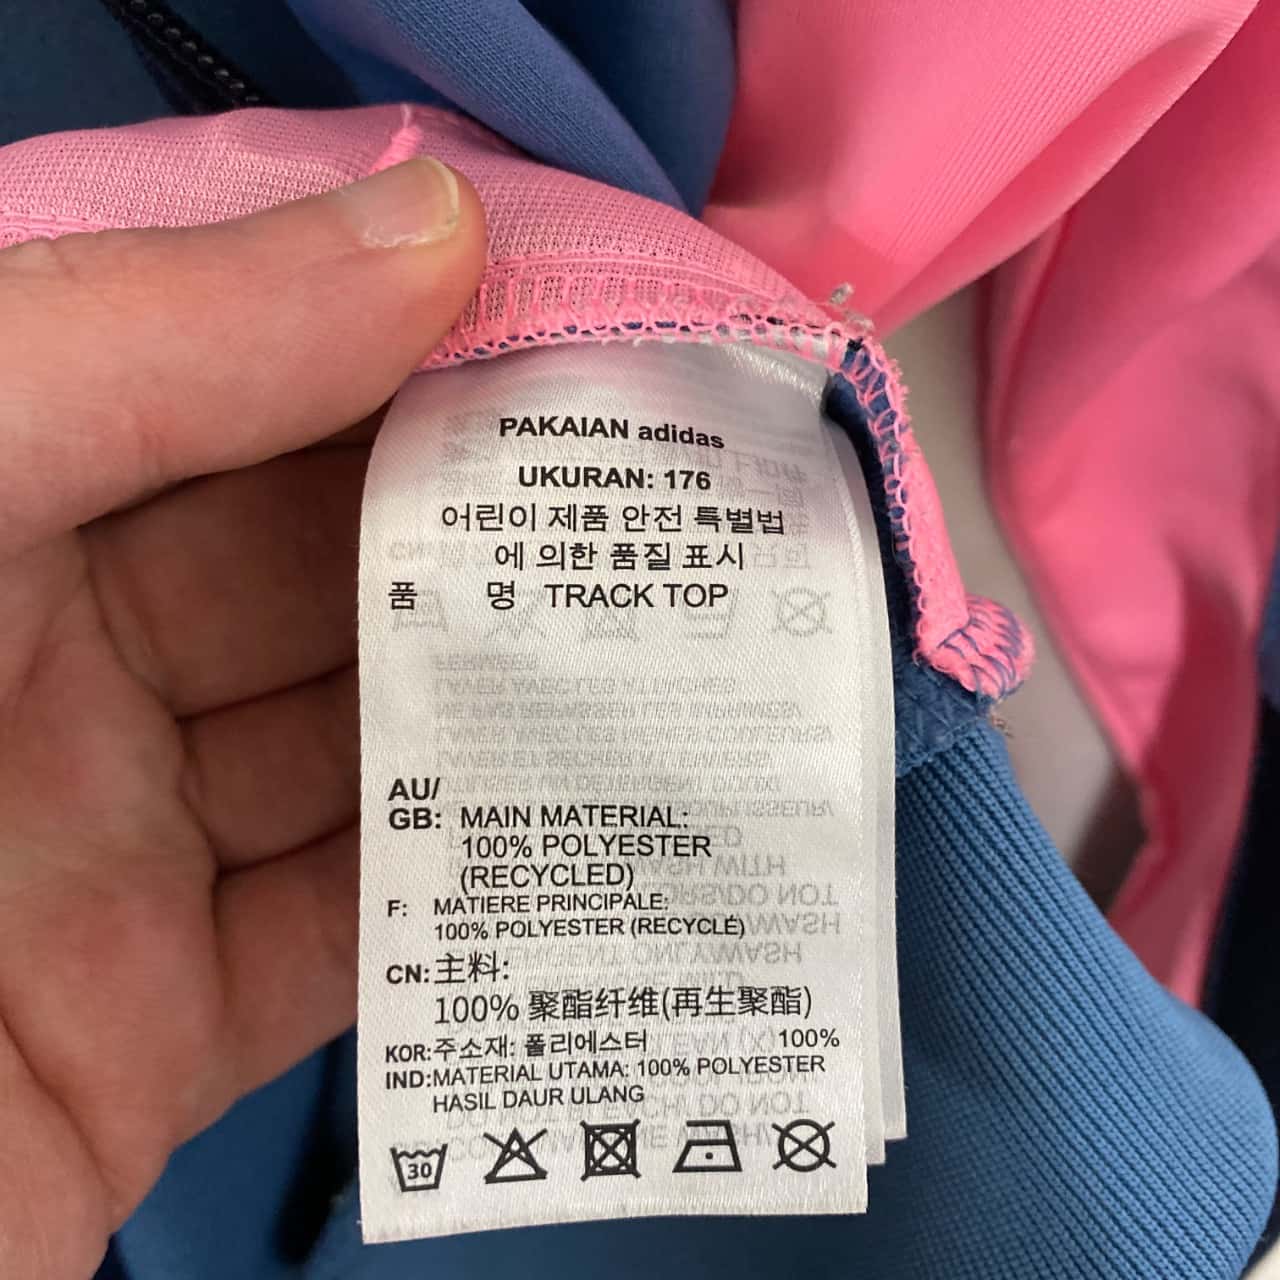 PAKAIAN adidas
UKURAN: 176
어린이 제품 안전 특별법
에 의한 품질 표시
품 명 TRACK TOP
AU/
GB: MAIN MATERIAL:
100% POLYESTER
(RECYCLED)
F: MATIERE PRINCIPALE:
100% POLYESTER (RECYCLÉ)
CN: 主料:
100% 聚酯纤维(再生聚酯)
KOR: 주소재: 폴리에스터 100%
IND: MATERIAL UTAMA: 100% POLYESTER
HASIL DAUR ULANG
30